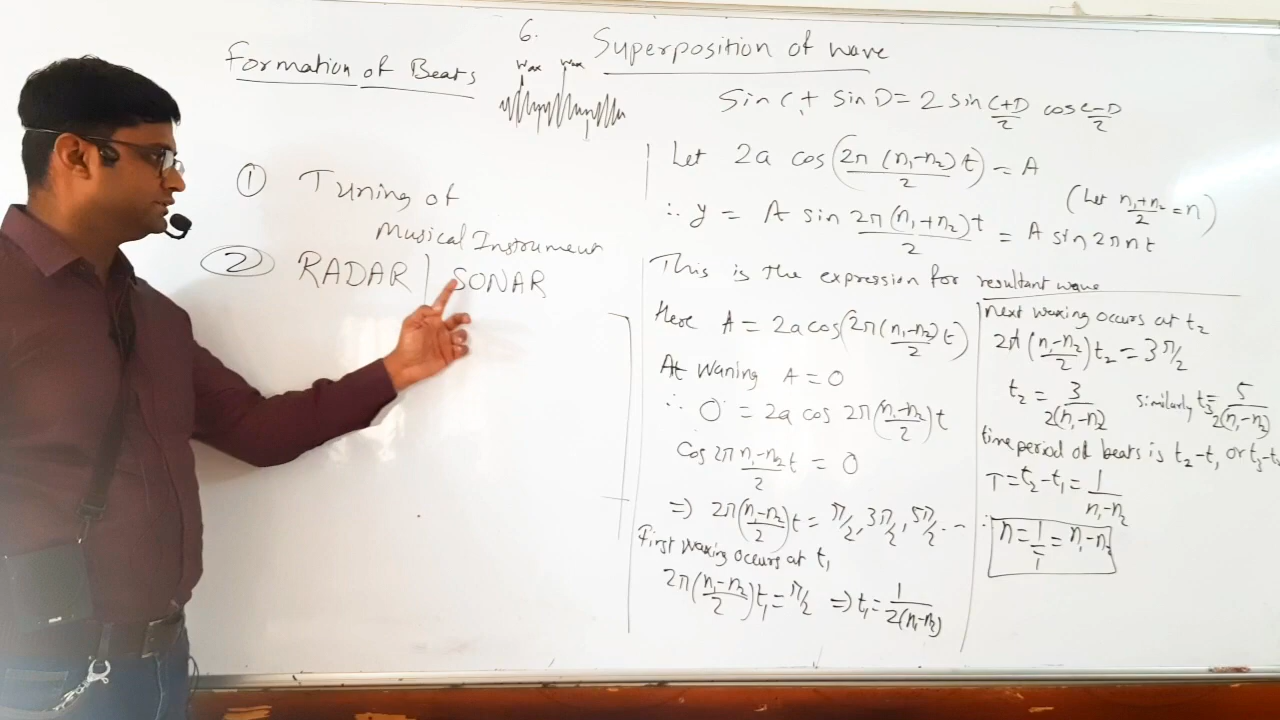 6.
Superposition of wave
Formation of Beats
wax wax
Sin C + Sin D = 2 sin C+D/2 cos C-D/2
① Tuning of
Musical Instrument
② RADAR | SONAR
Let 2a cos(2π(n₁-n₂)t/2) = A
(Let n₁+n₂/2 = n)
∴ y = A sin 2π(n₁+n₂)t/2 = A sin 2πnt
This is the expression for resultant wave
Here A = 2a cos(2π(n₁-n₂)/2 t)
At waning A = 0
∴ 0 = 2a cos 2π(n₁-n₂/2)t
Cos 2π n₁-n₂/2 t = 0
⇒ 2π(n₁-n₂/2)t = π/2, 3π/2, 5π/2 ...
First waxing occurs at t₁
2π(n₁-n₂/2)t₁ = π/2 ⇒ t₁ = 1/2(n₁-n₂)
next waxing occurs at t₂
2π(n₁-n₂/2)t₂ = 3π/2
t₂ = 3/2(n₁-n₂) similarly t₃ = 5/2(n₁-n₂)
time period of beats is t₂-t₁ or t₃-t₂
T = t₂-t₁ = 1/n₁-n₂
∴ n = 1/T = n₁-n₂